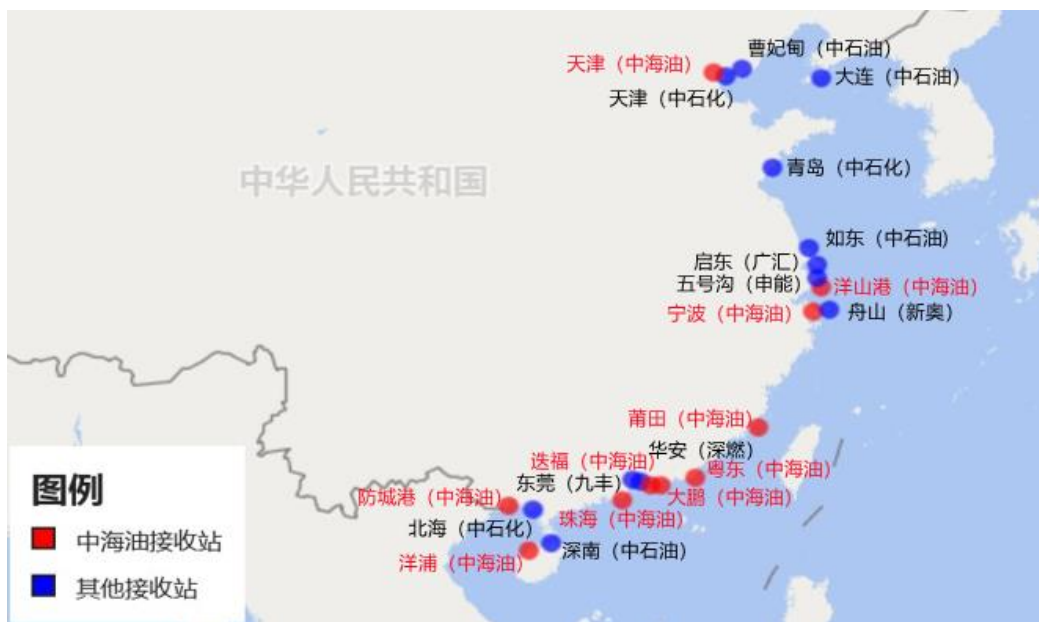 曹妃甸（中石油）
天津（中海油）
大连（中石油）
天津（中石化）
中华人民共和国
青岛（中石化）
如东（中石油)
启东（广汇）
五号沟（申能）
洋山港（中海油）
宁波（中海油）
舟山（新奥）
莆田（中海油）
华安（深燃）
迭福（中海油）
粤东（中海油）
东莞（九丰）
防城港（中海油）
大鹏（中海油）
珠海（中海油）
北海（中石化）
深南（中石油）
洋浦（中海油）
图例
中海油接收站
其他接收站